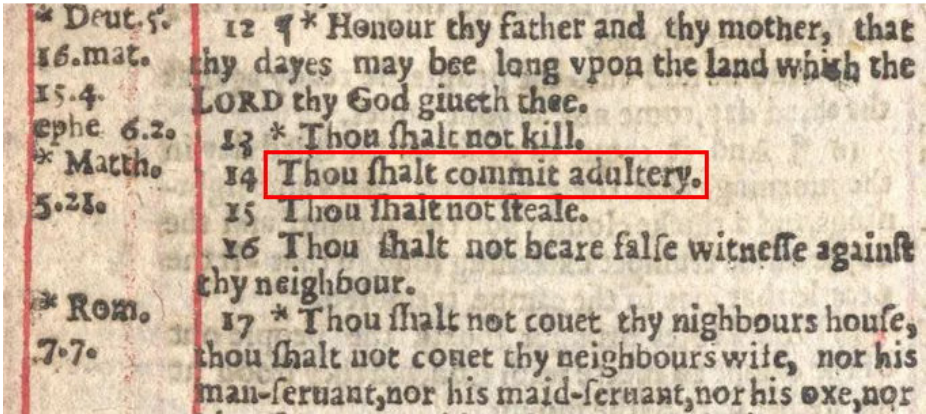 * Deut. 5.
16. mat.
15.4.
ephe 6.2.
* Matth.
5.21.
* Rom.
7.7.
12 ¶ * Honour thy father and thy mother, that
thy dayes may bee long vpon the land which the
LORD thy God giueth thee.
13 * Thou ſhalt not kill.
14 Thou ſhalt commit adultery.
15 Thou ſhalt not ſteale.
16 Thou ſhalt not beare falſe witneſſe againſt
thy neighbour.
17 * Thou ſhalt not couet thy nighbours houſe,
thou ſhalt not couet thy neighbours wife, nor his
man-ſeruant, nor his maid-ſeruant, nor his oxe, nor